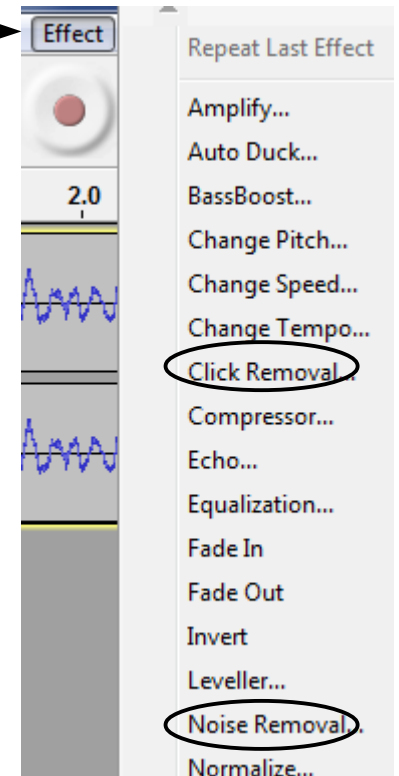 Effect
2.0
Repeat Last Effect
Amplify...
Auto Duck...
BassBoost...
Change Pitch...
Change Speed...
Change Tempo...
Click Removal...
Compressor...
Echo...
Equalization...
Fade In
Fade Out
Invert
Leveller...
Noise Removal...
Normalize...